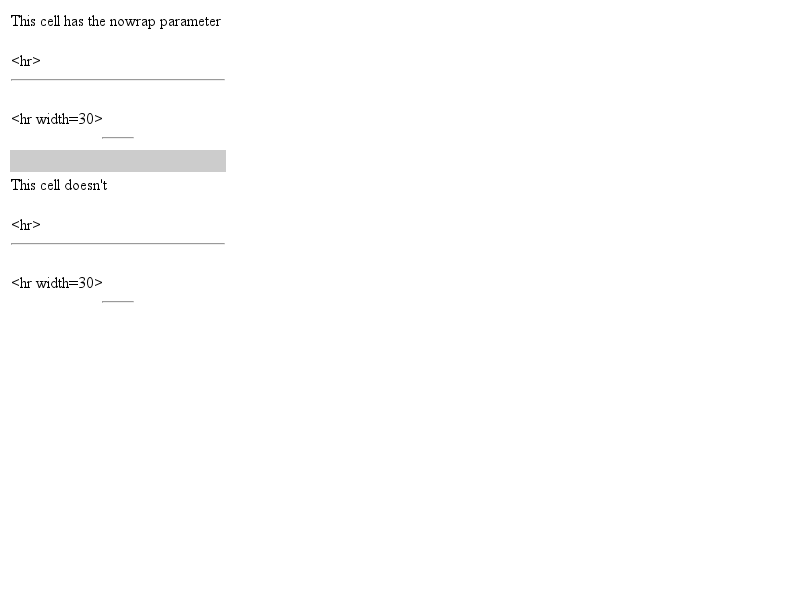 This cell has the nowrap parameter
<hr>
<hr width=30>
This cell doesn't
<hr>
<hr width=30>